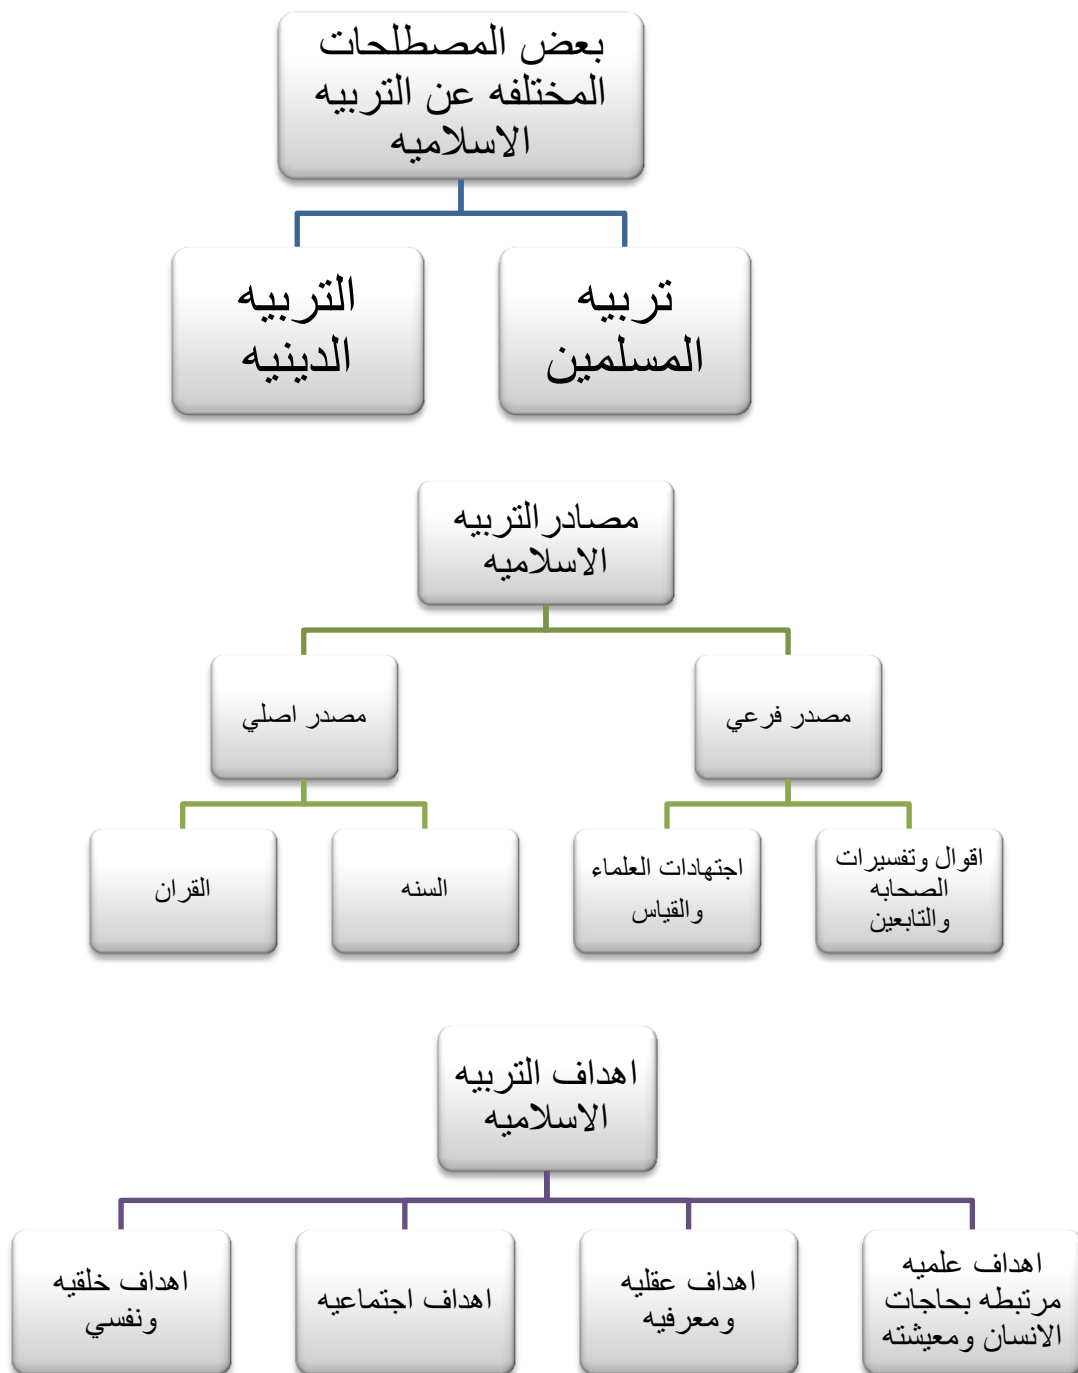 بعض المصطلحات
المختلفه عن التربيه
الاسلاميه
تربيه
المسلمين
التربيه
الدينيه
مصادرالتربيه
الاسلاميه
مصدر فرعي
مصدر اصلي
اقوال وتفسيرات
الصحابه
والتابعين
اجتهادات العلماء
والقياس
السنه
القران
اهداف التربيه
الاسلاميه
اهداف علميه
مرتبطه بحاجات
الانسان ومعيشته
اهداف عقليه
ومعرفيه
اهداف اجتماعيه
اهداف خلقيه
ونفسي